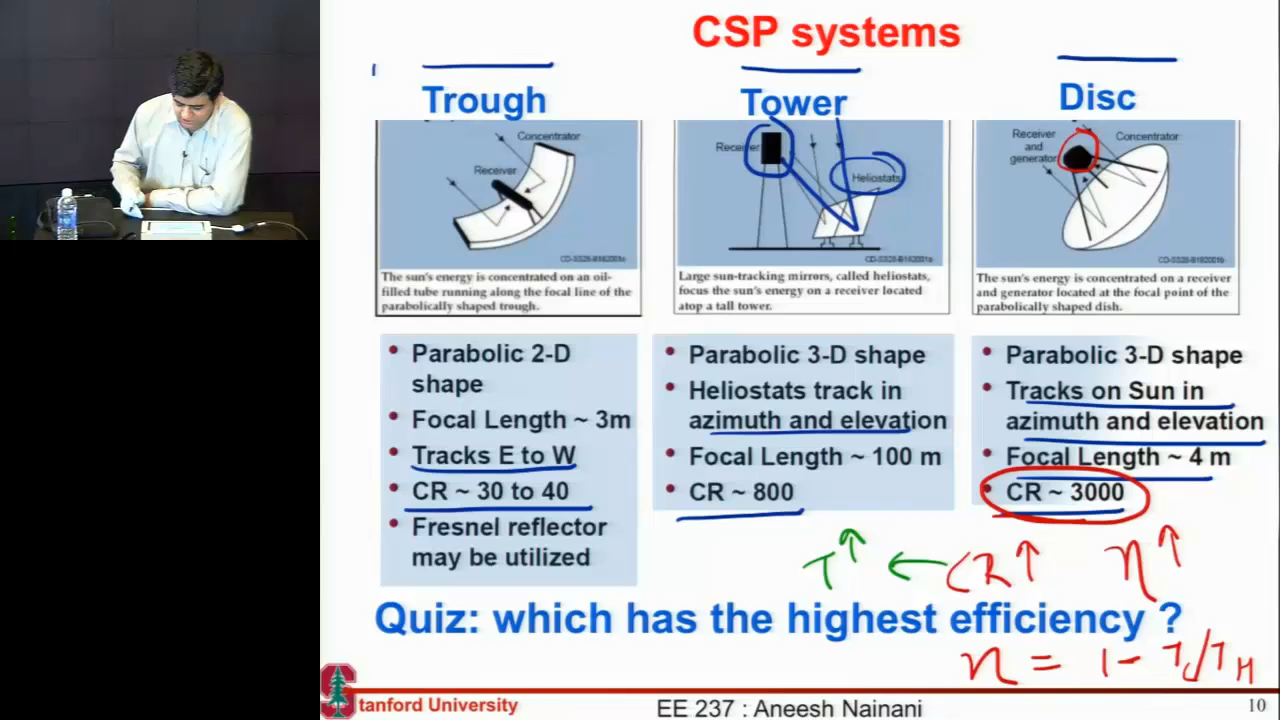 CSP systems
Trough
Tower
Disc
Concentrator
Receiver
CD-SS28-B162001s
The sun's energy is concentrated on an oil-
filled tube running along the focal line of the
parabolically shaped trough.
Receiver
Heliostats
Large sun-tracking mirrors, called heliostats,
focus the sun's energy on a receiver located
atop a tall tower.
Receiver
and
generator
Concentrator
The sun's energy is concentrated on a receiver
and generator located at the focal point of the
parabolically shaped dish.
• Parabolic 2-D
shape
• Focal Length ~ 3m
• Tracks E to W
• CR ~ 30 to 40
• Fresnel reflector
may be utilized
• Parabolic 3-D shape
• Heliostats track in
azimuth and elevation
• Focal Length ~ 100 m
• CR ~ 800
• Parabolic 3-D shape
• Tracks on Sun in
azimuth and elevation
• Focal Length ~ 4 m
• CR ~ 3000
T↑ ← CR↑ η↑
Quiz: which has the highest efficiency ?
η = 1 - Tc/TH
Stanford University
EE 237 : Aneesh Nainani
10